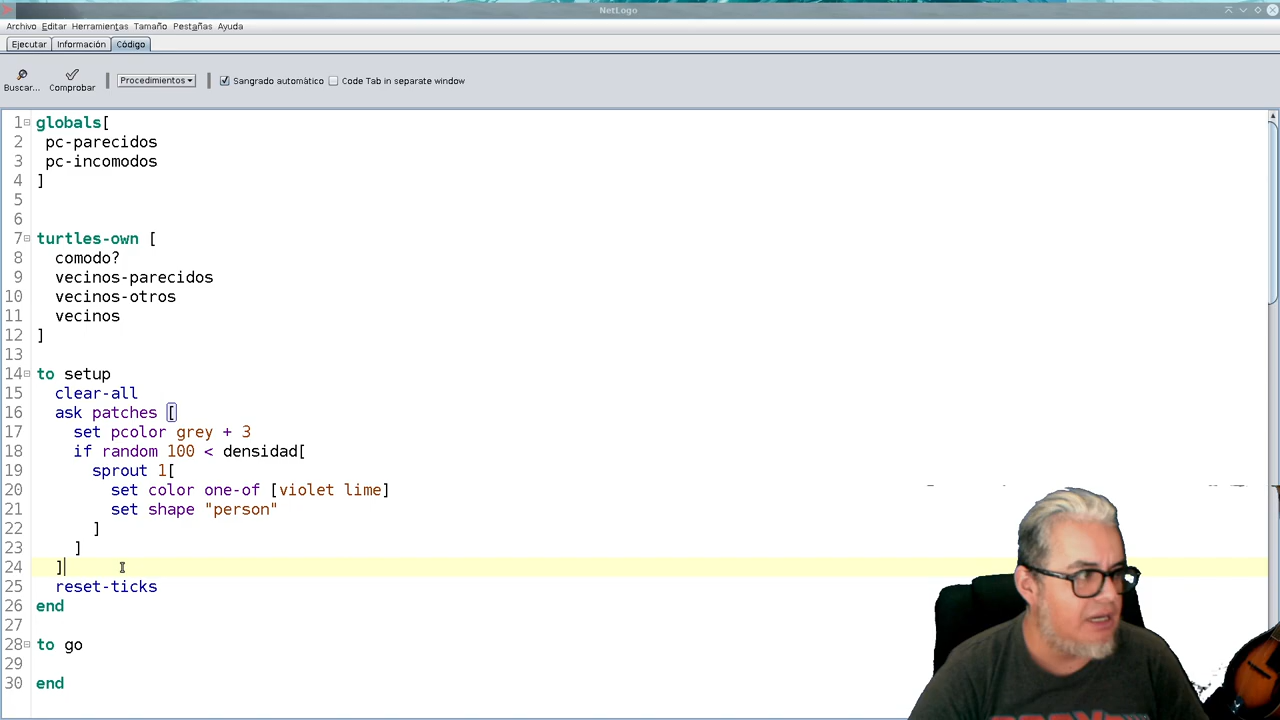 NetLogo
Archivo Editar Herramientas Tamaño Pestañas Ayuda
Ejecutar Información Código
Buscar... Comprobar Procedimientos Sangrado automático Code Tab in separate window
1 globals[
2 pc-parecidos
3 pc-incomodos
4 ]
5
6
7 turtles-own [
8 comodo?
9 vecinos-parecidos
10 vecinos-otros
11 vecinos
12 ]
13
14 to setup
15 clear-all
16 ask patches [
17 set pcolor grey + 3
18 if random 100 < densidad[
19 sprout 1[
20 set color one-of [violet lime]
21 set shape "person"
22 ]
23 ]
24 ]
25 reset-ticks
26 end
27
28 to go
29
30 end